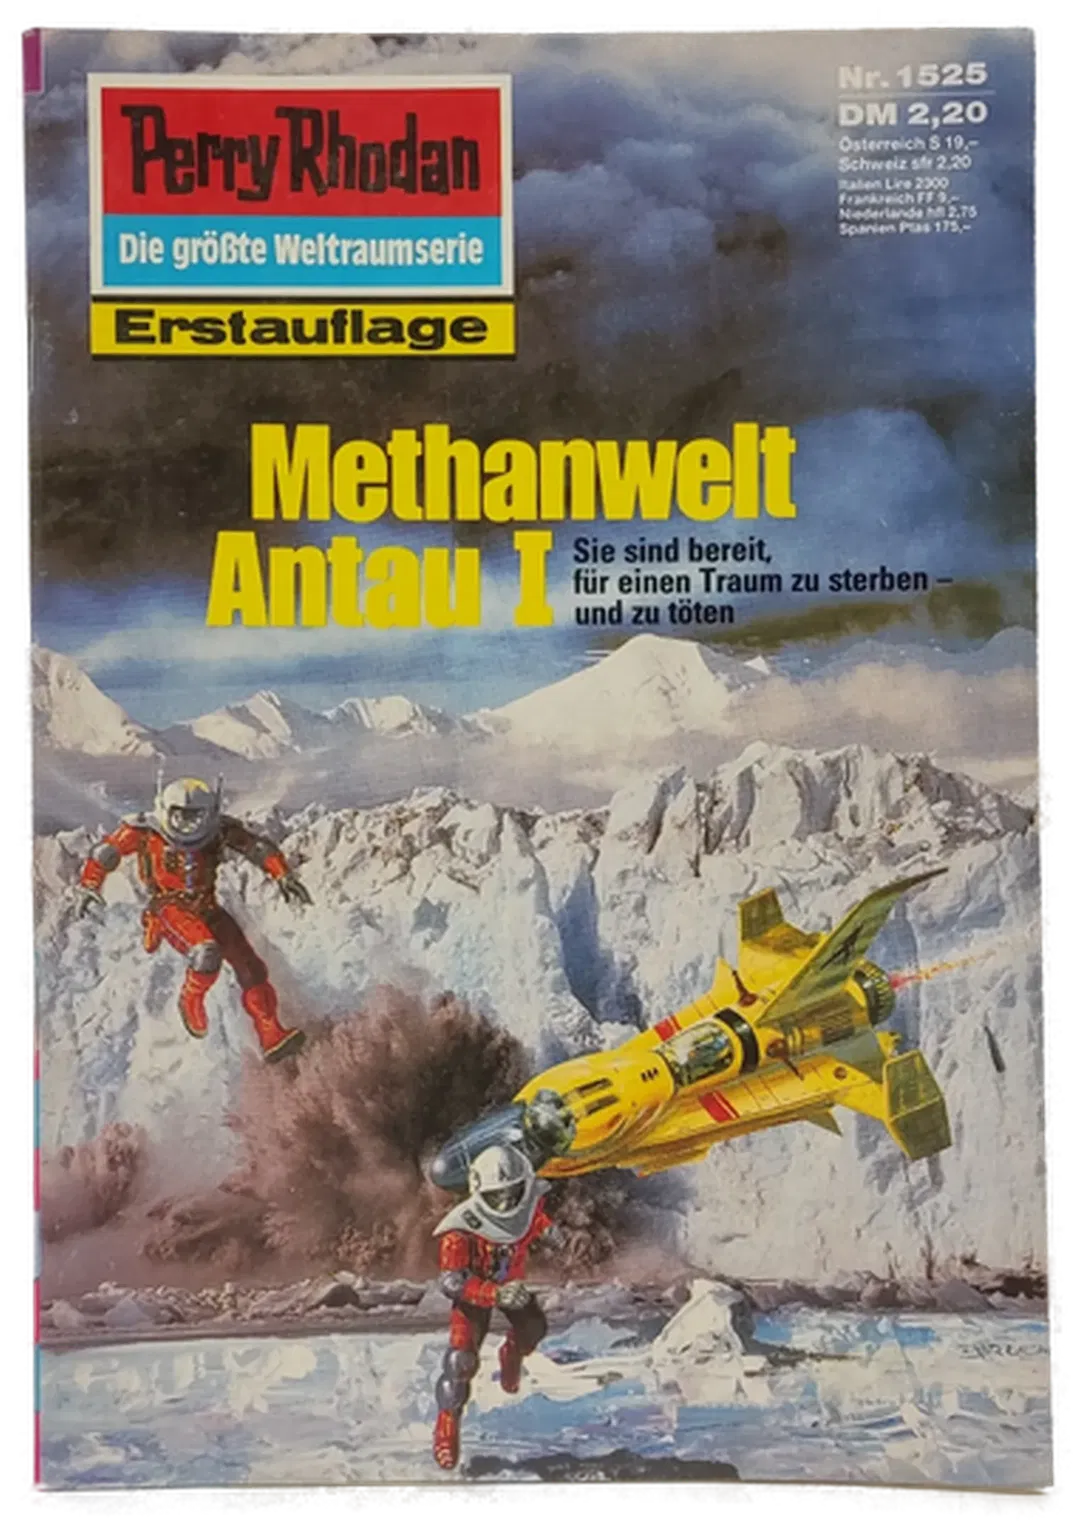 Perry Rhodan
Die größte Weltraumserie
Erstauflage
Nr. 1525
DM 2,20
Österreich S 19,–
Schweiz sfr 2,20
Italien Lire 2300
Frankreich FF 9,–
Niederlande hfl 2,75
Spanien Ptas 175,–
Methanwelt
Antau I
Sie sind bereit,
für einen Traum zu sterben –
und zu töten